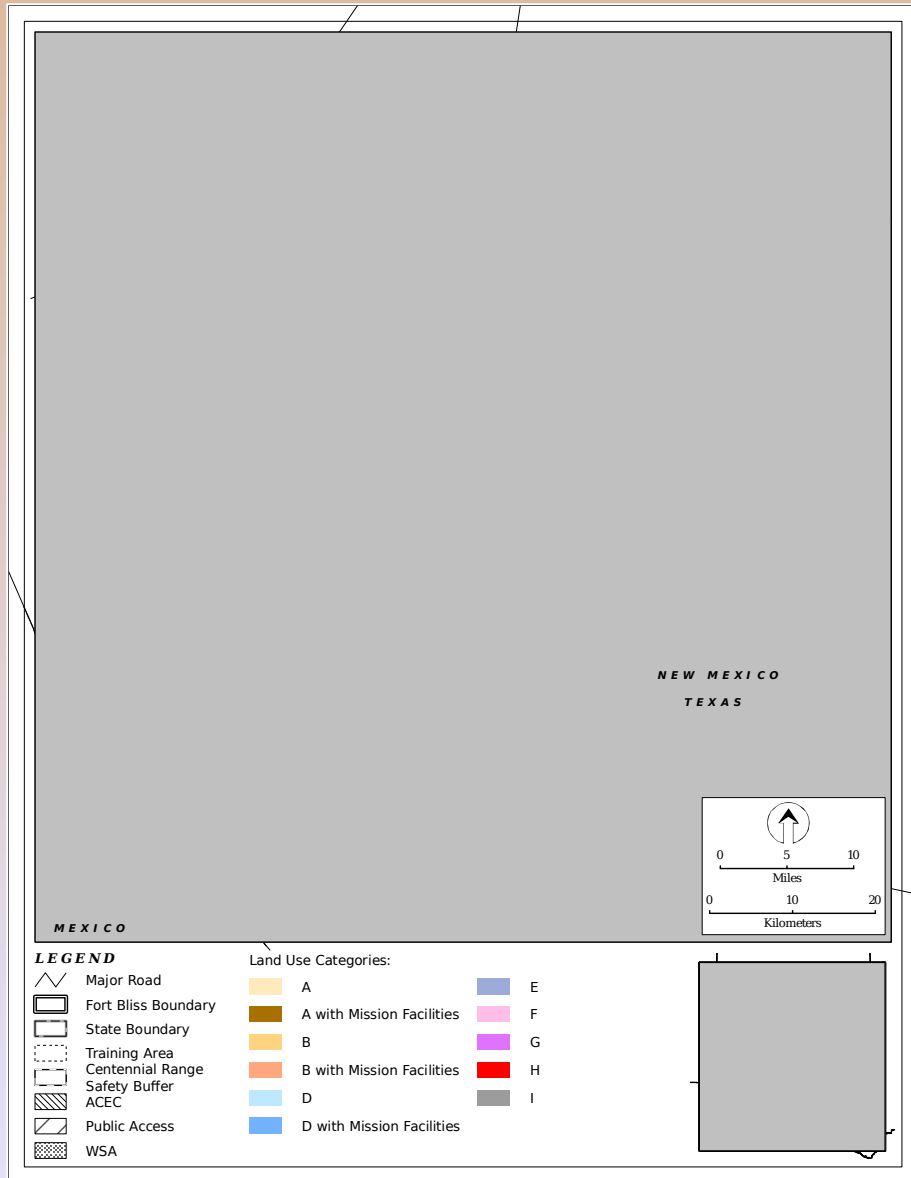 NEW MEXICO
TEXAS
0 5 10
Miles
0 10 20
Kilometers
MEXICO
LEGEND
Major Road
Fort Bliss Boundary
State Boundary
Training Area
Centennial Range
Safety Buffer
ACEC
Public Access
WSA
Land Use Categories:
A
A with Mission Facilities
B
B with Mission Facilities
D
D with Mission Facilities
E
F
G
H
I